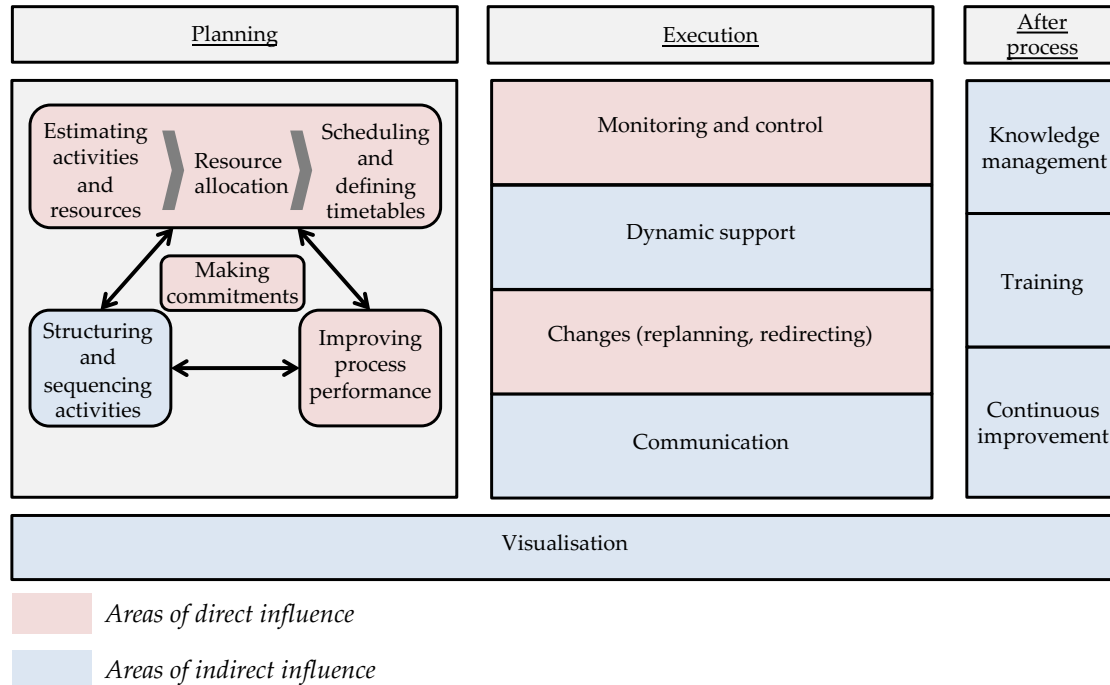 Planning
Execution
After
process
Estimating
activities
and
resources
Resource
allocation
Scheduling
and
defining
timetables
Making
commitments
Structuring
and
sequencing
activities
Improving
process
performance
Monitoring and control
Dynamic support
Changes (replanning, redirecting)
Communication
Knowledge
management
Training
Continuous
improvement
Visualisation
Areas of direct influence
Areas of indirect influence